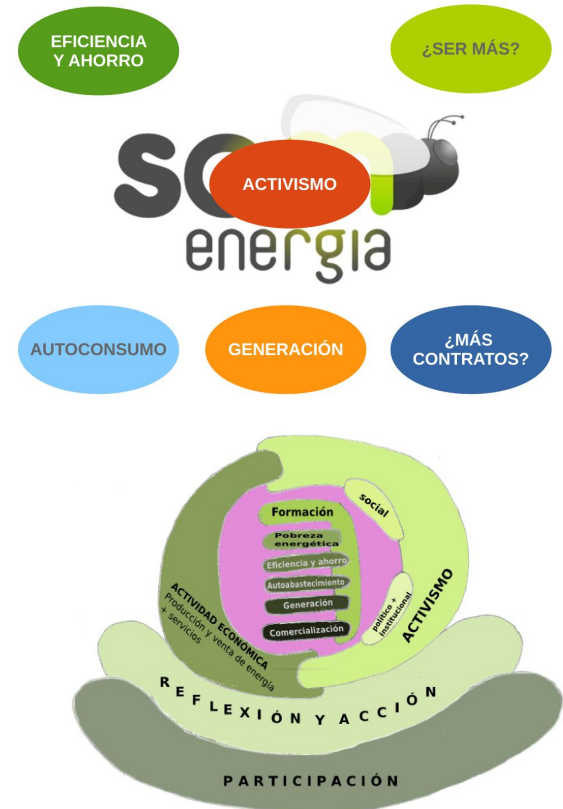 EFICIENCIA
Y AHORRO
¿SER MÁS?
ACTIVISMO
energia
AUTOCONSUMO
GENERACIÓN
¿MÁS
CONTRATOS?
Formación
social
Pobreza
energética
Eficiencia y ahorro
Autoabastecimiento
Generación
Comercialización
político +
institucional
ACTIVISMO
ACTIVIDAD ECONÓMICA
Producción y venta de energía
+ servicios
REFLEXIÓN Y ACCIÓN
PARTICIPACIÓN